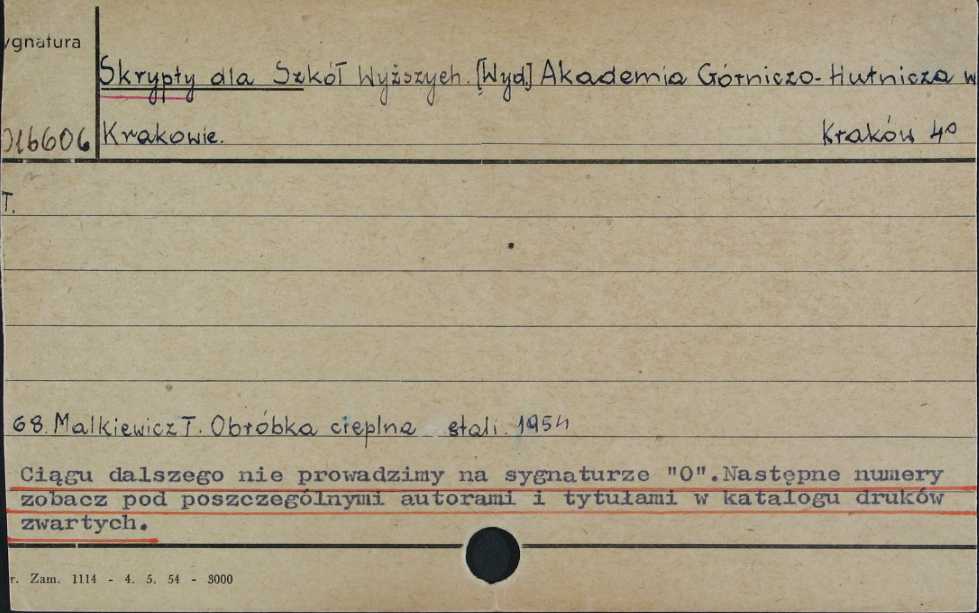 ygnatura
Skrypty dla Szkół Wyższych. [Wyd] Akademia Górniczo-Hutnicza w
016606 Krakowie. Kraków 4°
T.
68. Malkiewicz T. Obróbka cieplna stali. 1954
Ciągu dalszego nie prowadzimy na sygnaturze "O".Następne numery
zobacz pod poszczególnymi autorami i tytułami w katalogu druków
zwartych.
r. Zam. 1114 - 4. 5. 54 - 3000